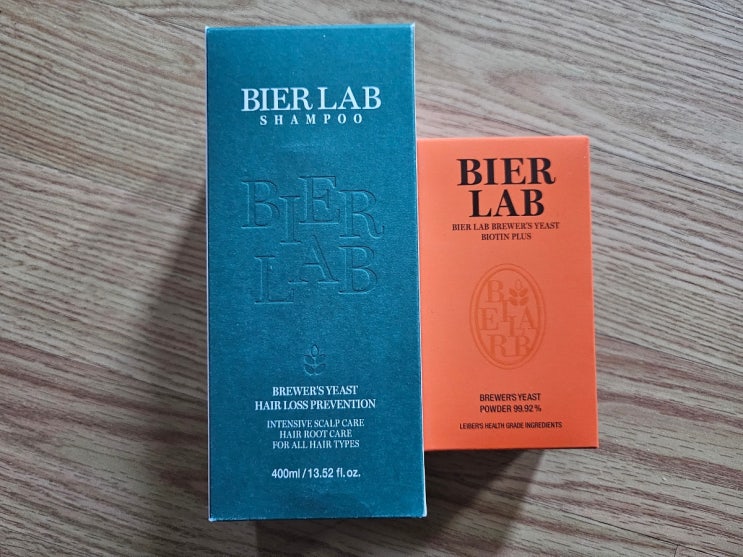 BIER LAB
SHAMPOO
BIER
LAB
BREWER'S YEAST
HAIR LOSS PREVENTION
INTENSIVE SCALP CARE
HAIR ROOT CARE
FOR ALL HAIR TYPES
400ml / 13.52 fl. oz.
BIER
LAB
BIER LAB BREWER'S YEAST
BIOTIN PLUS
BIERLAB
BREWER'S YEAST
POWDER 99.92 %
LEIBER'S HEALTH GRADE INGREDIENTS